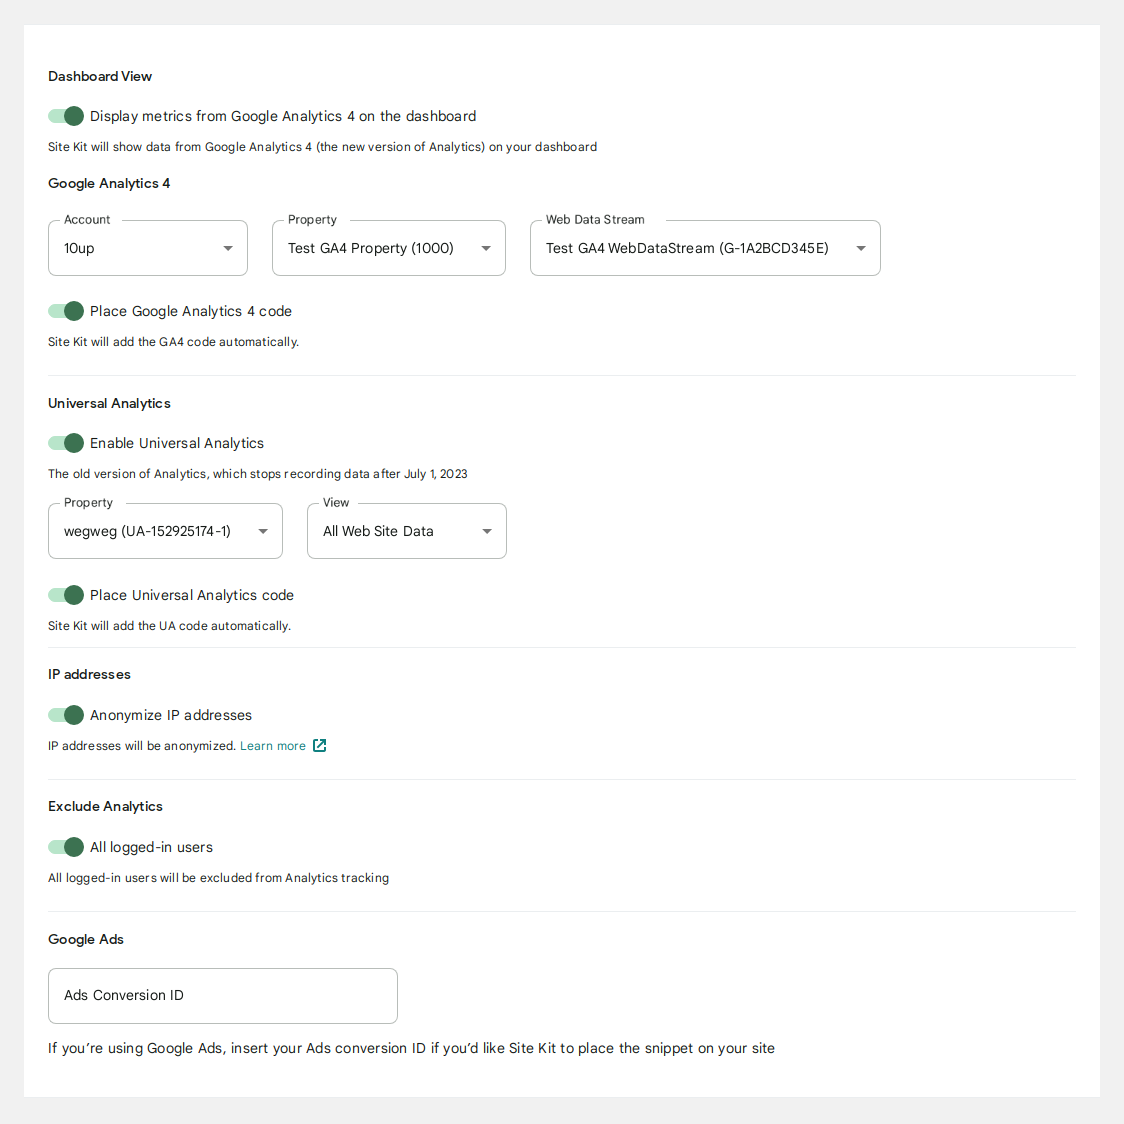 Dashboard View
Display metrics from Google Analytics 4 on the dashboard
Site Kit will show data from Google Analytics 4 (the new version of Analytics) on your dashboard
Google Analytics 4
Account
10up
Property
Test GA4 Property (1000)
Web Data Stream
Test GA4 WebDataStream (G-1A2BCD345E)
Place Google Analytics 4 code
Site Kit will add the GA4 code automatically.
Universal Analytics
Enable Universal Analytics
The old version of Analytics, which stops recording data after July 1, 2023
Property
wegweg (UA-152925174-1)
View
All Web Site Data
Place Universal Analytics code
Site Kit will add the UA code automatically.
IP addresses
Anonymize IP addresses
IP addresses will be anonymized. Learn more
Exclude Analytics
All logged-in users
All logged-in users will be excluded from Analytics tracking
Google Ads
Ads Conversion ID
If you’re using Google Ads, insert your Ads conversion ID if you’d like Site Kit to place the snippet on your site